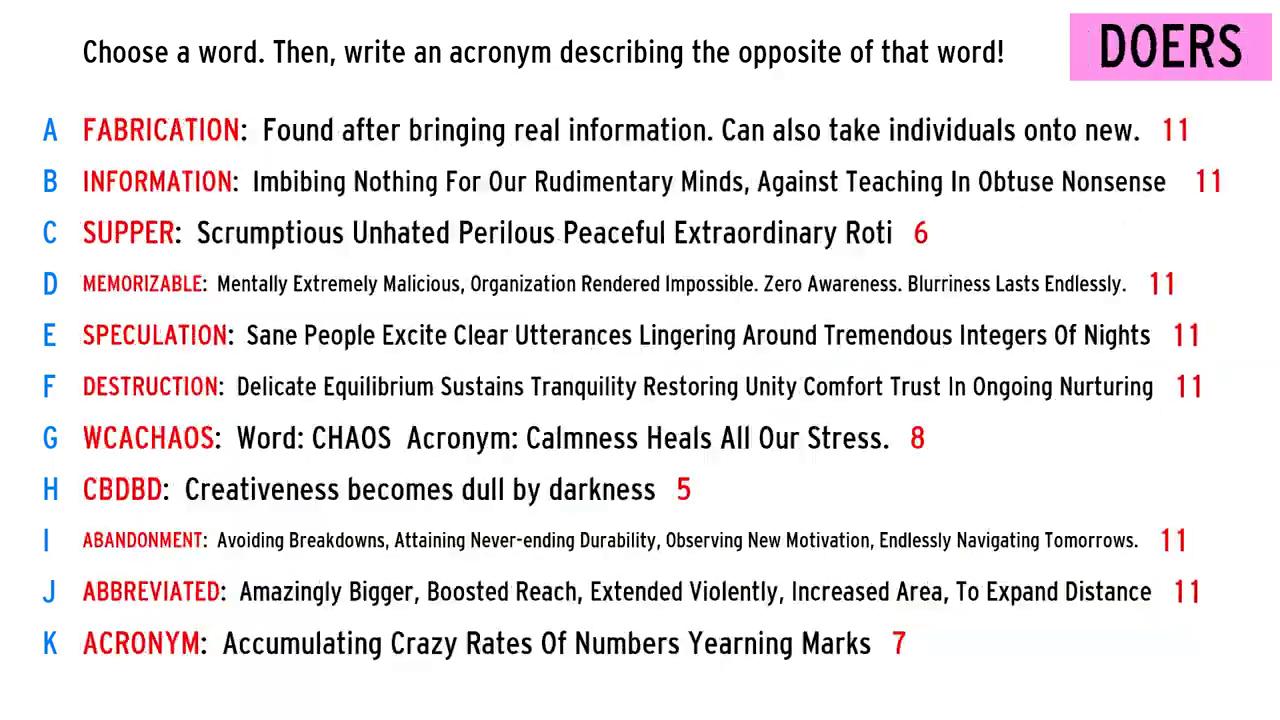 Choose a word. Then, write an acronym describing the opposite of that word!
DOERS
A FABRICATION: Found after bringing real information. Can also take individuals onto new. 11
B INFORMATION: Imbibing Nothing For Our Rudimentary Minds, Against Teaching In Obtuse Nonsense 11
C SUPPER: Scrumptious Unhated Perilous Peaceful Extraordinary Roti 6
D MEMORIZABLE: Mentally Extremely Malicious, Organization Rendered Impossible. Zero Awareness. Blurriness Lasts Endlessly. 11
E SPECULATION: Sane People Excite Clear Utterances Lingering Around Tremendous Integers Of Nights 11
F DESTRUCTION: Delicate Equilibrium Sustains Tranquility Restoring Unity Comfort Trust In Ongoing Nurturing 11
G WCACHAOS: Word: CHAOS Acronym: Calmness Heals All Our Stress. 8
H CBDBD: Creativeness becomes dull by darkness 5
I ABANDONMENT: Avoiding Breakdowns, Attaining Never-ending Durability, Observing New Motivation, Endlessly Navigating Tomorrows. 11
J ABBREVIATED: Amazingly Bigger, Boosted Reach, Extended Violently, Increased Area, To Expand Distance 11
K ACRONYM: Accumulating Crazy Rates Of Numbers Yearning Marks 7